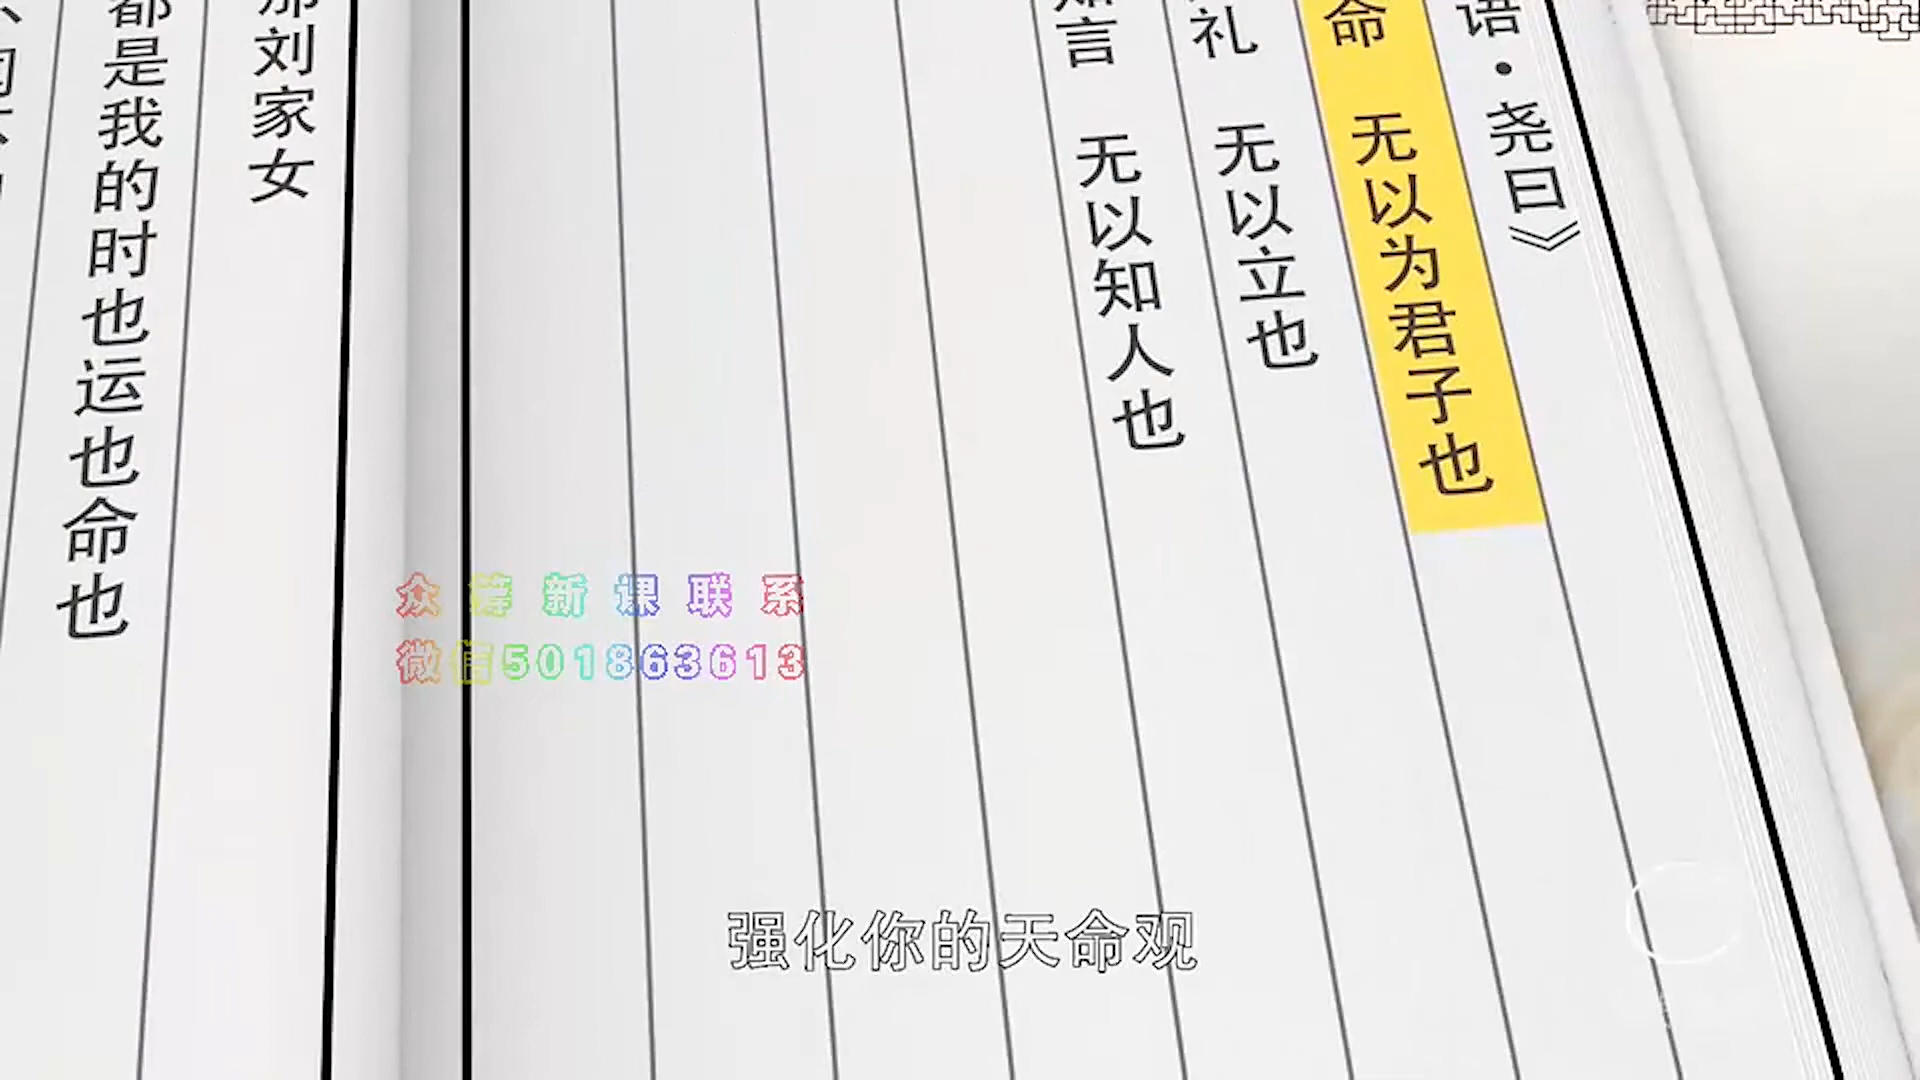 语·尧曰》
命 无以为君子也
礼 无以立也
言 无以知人也
刘家女
都是我的时也运也命也
众筹新课联系
微信501863613
强化你的天命观